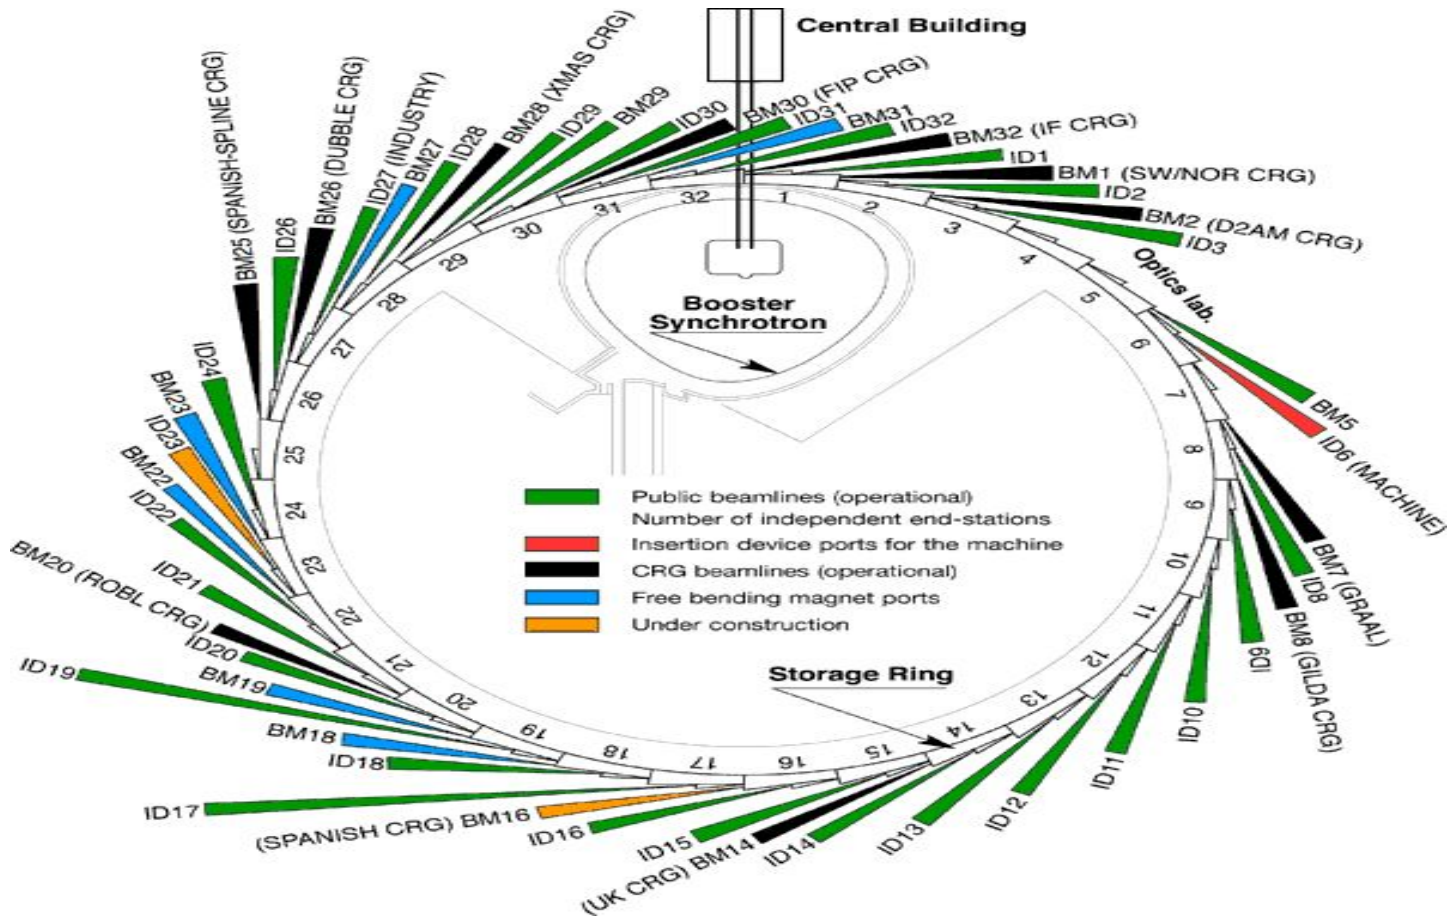 Central Building
BM30 (FIP CRG)
ID31
BM31
ID32
BM32 (IF CRG)
ID1
BM1 (SW/NOR CRG)
ID2
BM2 (D2AM CRG)
ID3
Optics lab.
BM5
ID6 (MACHINE)
BM7 (GRAAL)
ID8
BM8 (GILDA CRG)
ID9
ID10
ID11
ID12
ID13
ID14
(UK CRG) BM14
ID15
ID16
(SPANISH CRG) BM16
ID17
ID18
BM18
ID19
BM19
ID20
BM20 (ROBL CRG)
ID21
ID22
BM22
ID23
BM23
ID24
BM25 (SPANISH-SPLINE CRG)
ID26
BM26 (DUBBLE CRG)
ID27 (INDUSTRY)
BM27
ID28
BM28 (XMAS CRG)
ID29
BM29
ID30
1
2
3
4
5
6
7
8
9
10
11
12
13
14
15
16
17
18
19
20
21
22
23
24
25
26
27
28
29
30
31
32
Booster
Synchrotron
Public beamlines (operational)
Number of independent end-stations
Insertion device ports for the machine
CRG beamlines (operational)
Free bending magnet ports
Under construction
Storage Ring